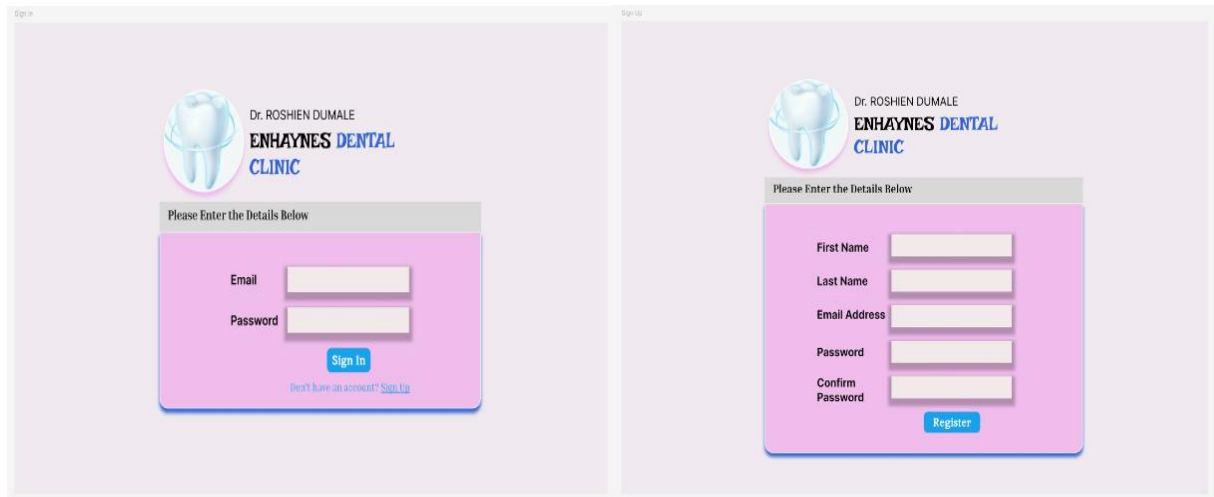 Sign In
Dr. ROSHIEN DUMALE
ENHAYNES DENTAL
CLINIC
Please Enter the Details Below
Email
Password
Sign In
Don't have an account? Sign Up
Sign Up
Dr. ROSHIEN DUMALE
ENHAYNES DENTAL
CLINIC
Please Enter the Details Below
First Name
Last Name
Email Address
Password
Confirm
Password
Register